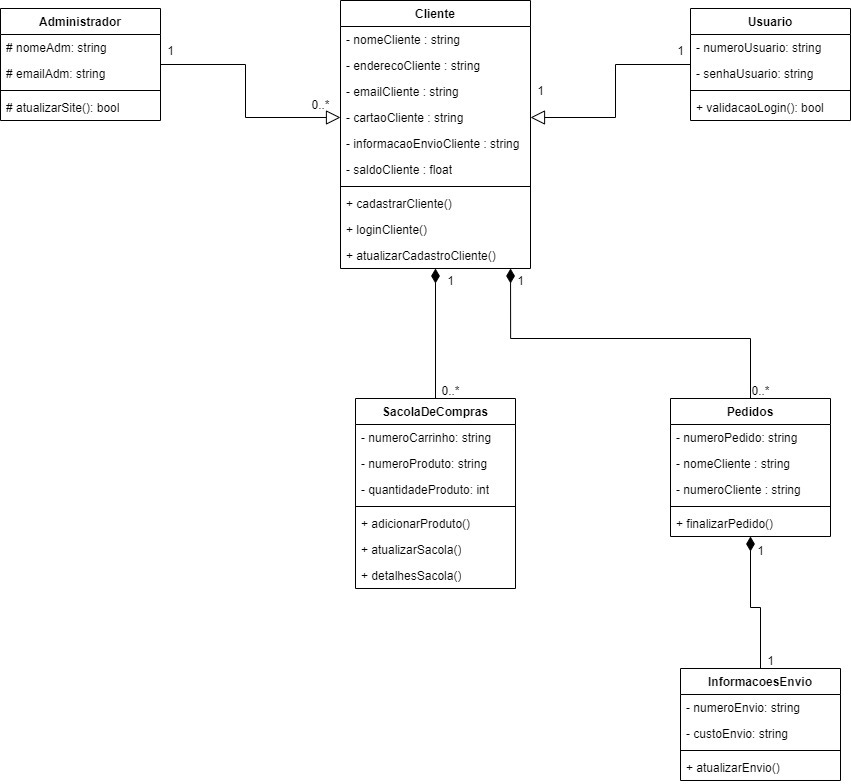 Administrador
# nomeAdm: string
# emailAdm: string
# atualizarSite(): bool
1
0..*
Cliente
- nomeCliente : string
- enderecoCliente : string
- emailCliente : string
- cartaoCliente : string
- informacaoEnvioCliente : string
- saldoCliente : float
+ cadastrarCliente()
+ loginCliente()
+ atualizarCadastroCliente()
1
1
Usuario
- numeroUsuario: string
- senhaUsuario: string
+ validacaoLogin(): bool
1
1
0..*
0..*
SacolaDeCompras
- numeroCarrinho: string
- numeroProduto: string
- quantidadeProduto: int
+ adicionarProduto()
+ atualizarSacola()
+ detalhesSacola()
Pedidos
- numeroPedido: string
- nomeCliente : string
- numeroCliente : string
+ finalizarPedido()
1
1
InformacoesEnvio
- numeroEnvio: string
- custoEnvio: string
+ atualizarEnvio()